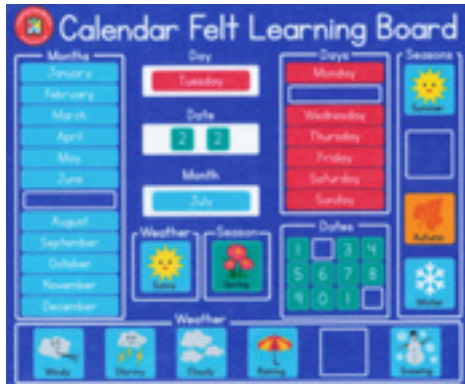 Calendar Felt Learning Board
Months
January
February
March
April
May
June
August
September
October
November
December
Day
Tuesday
Date
2 2
Month
July
Weather
Sunny
Season
Spring
Days
Monday
Wednesday
Thursday
Friday
Saturday
Sunday
Dates
1 3 4
5 6 7 8
9 0 1
Seasons
Summer
Autumn
Winter
Weather
Windy
Stormy
Cloudy
Raining
Snowing